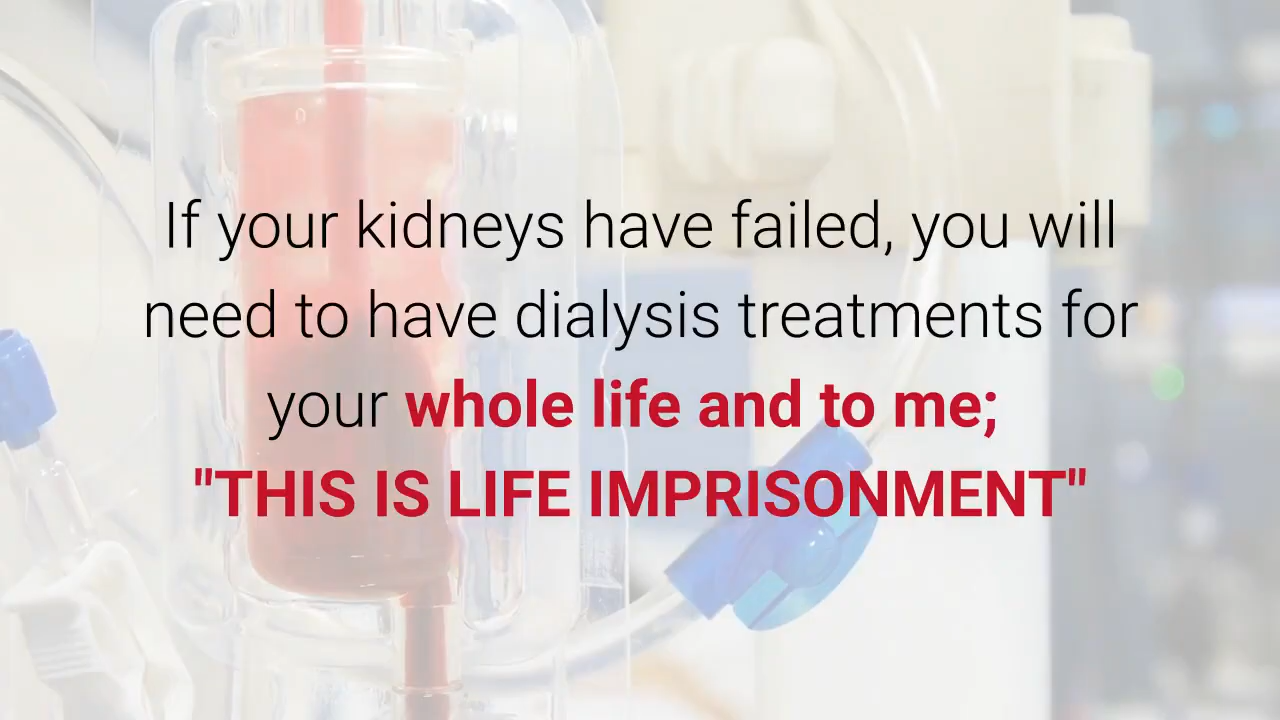 If your kidneys have failed, you will
need to have dialysis treatments for
your whole life and to me;
"THIS IS LIFE IMPRISONMENT"